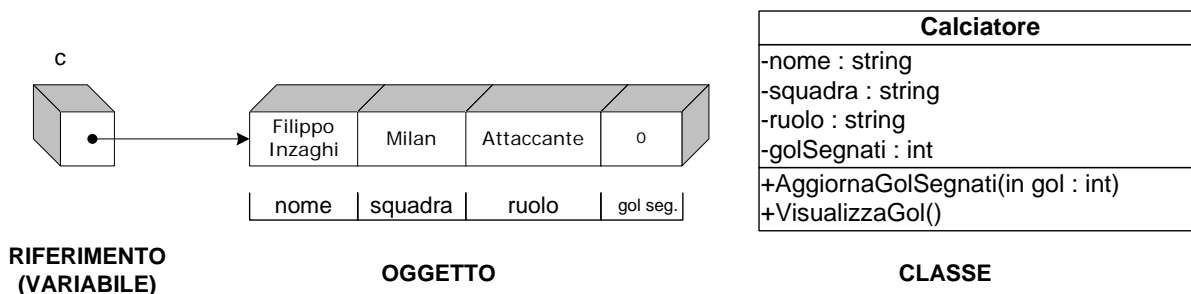 c
Filippo
Inzaghi
Milan
Attaccante
0
nome
squadra
ruolo
gol seg.
RIFERIMENTO
(VARIABILE)
OGGETTO
Calciatore
-nome : string
-squadra : string
-ruolo : string
-golSegnati : int
+AggiornaGolSegnati(in gol : int)
+VisualizzaGol()
CLASSE